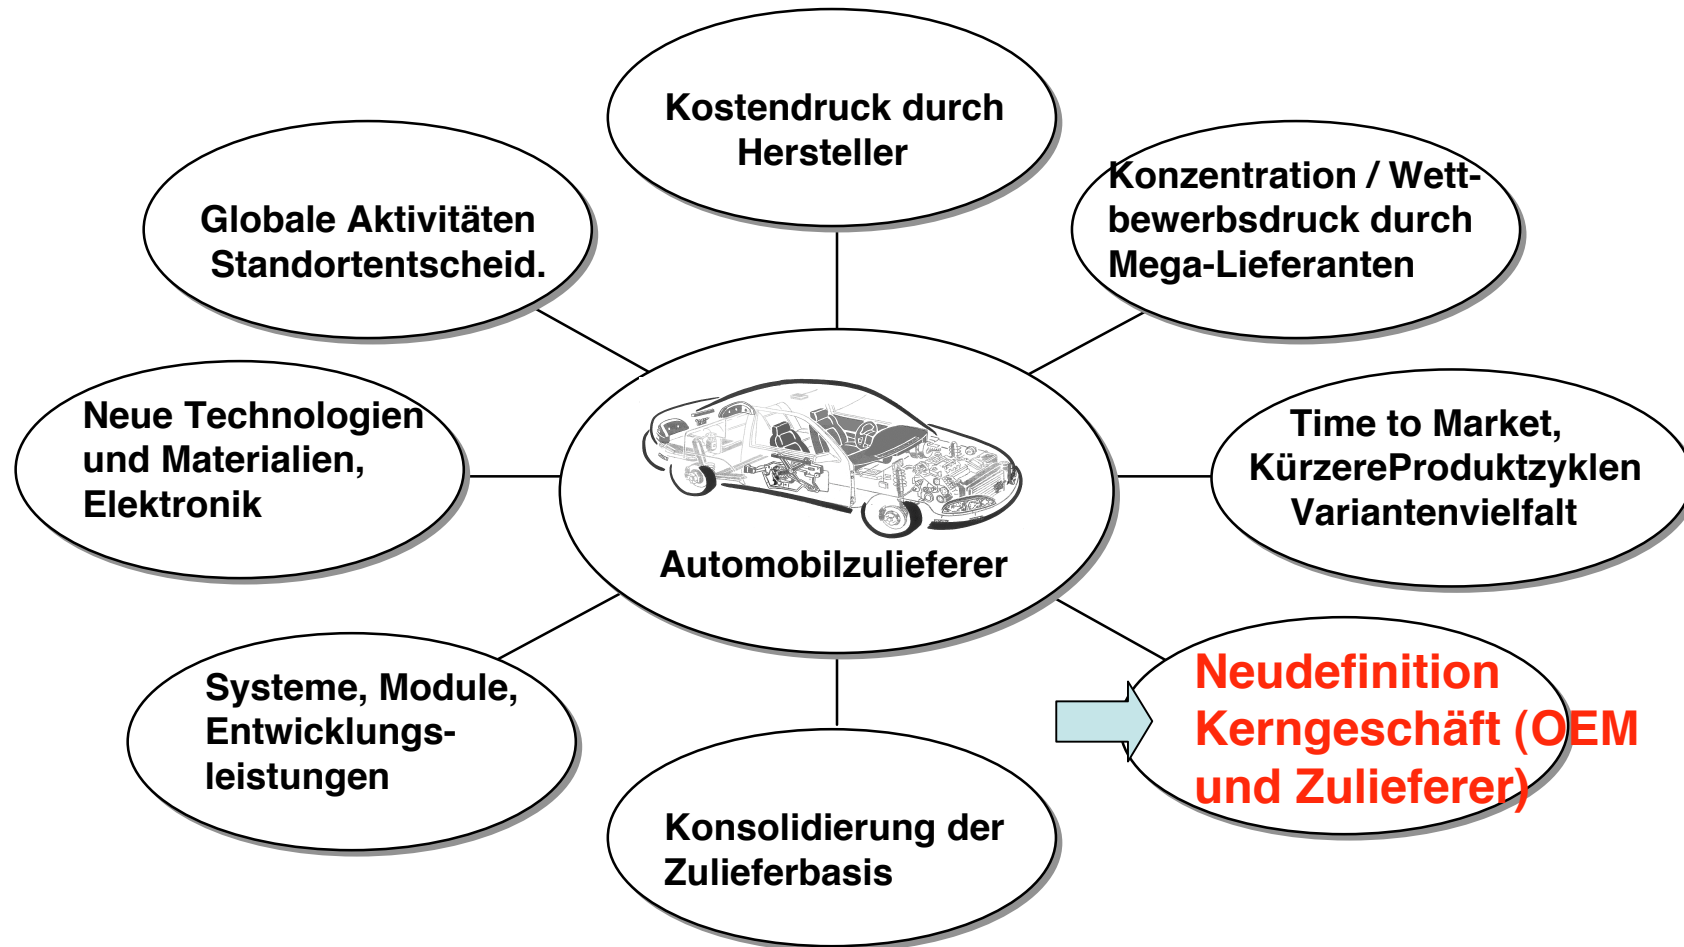 Kostendruck durch
Hersteller
Globale Aktivitäten
Standortentscheid.
Konzentration / Wett-
bewerbsdruck durch
Mega-Lieferanten
Neue Technologien
und Materialien,
Elektronik
Time to Market,
KürzereProduktzyklen
Variantenvielfalt
Automobilzulieferer
Systeme, Module,
Entwicklungs-
leistungen
Neudefinition
Kerngeschäft (OEM
und Zulieferer)
Konsolidierung der
Zulieferbasis